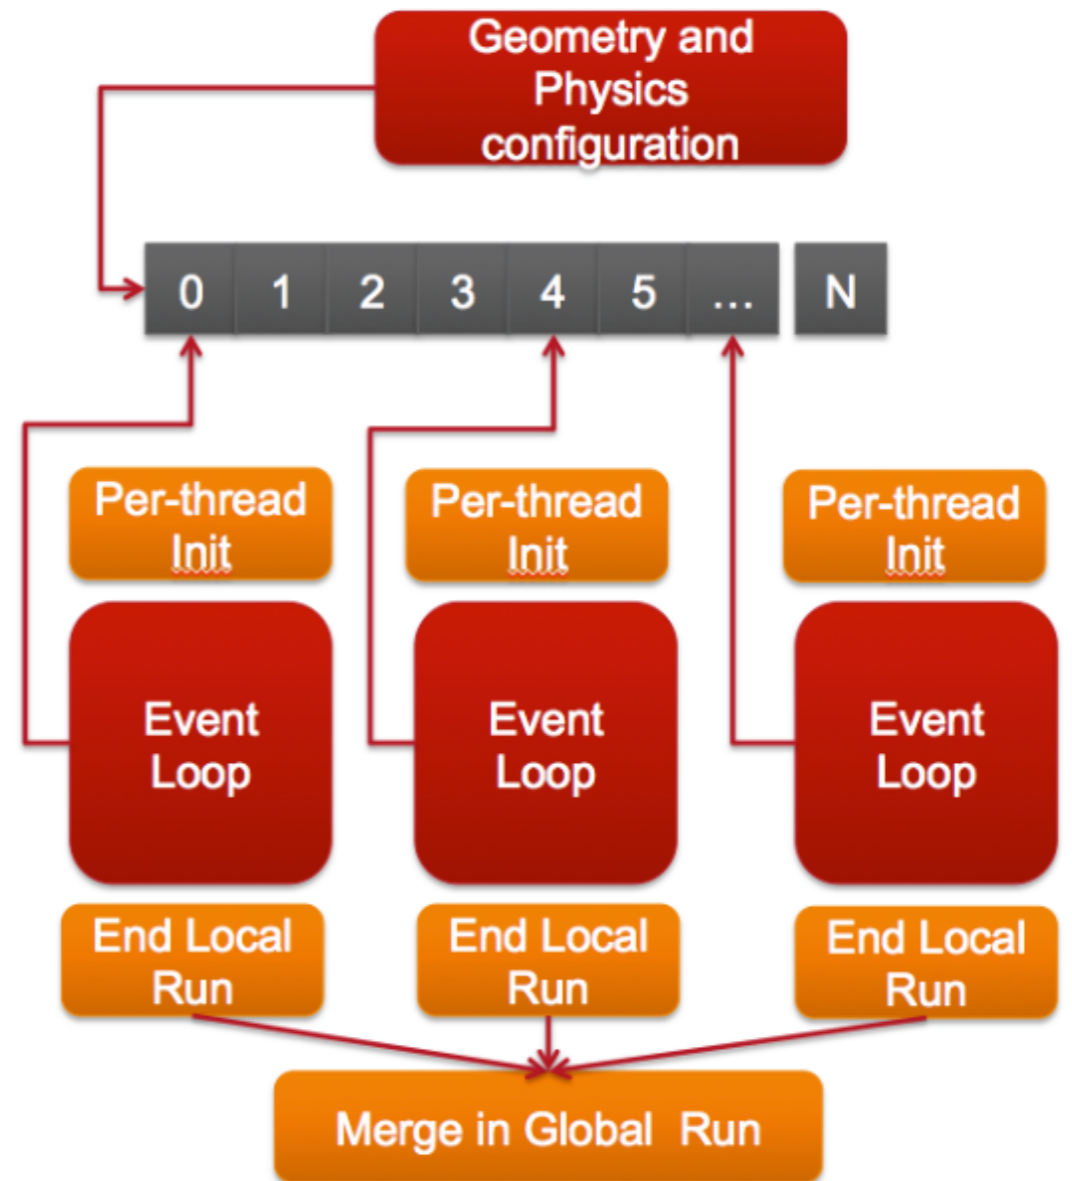 Geometry and
Physics
configuration
0 1 2 3 4 5 ... N
Per-thread
Init
Per-thread
Init
Per-thread
Init
Event
Loop
Event
Loop
Event
Loop
End Local
Run
End Local
Run
End Local
Run
Merge in Global Run